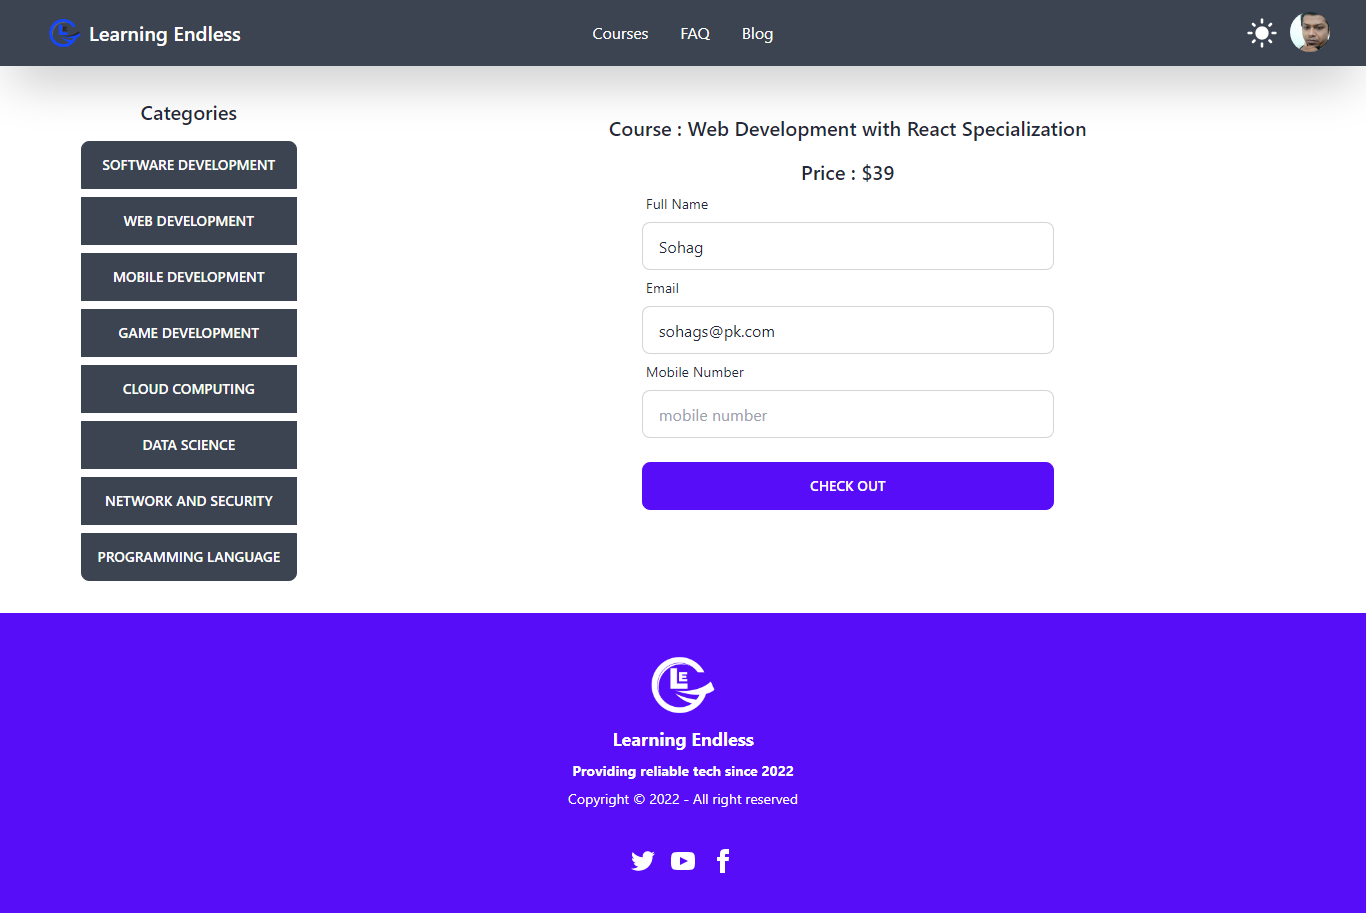 Learning Endless
Courses FAQ Blog
Categories
SOFTWARE DEVELOPMENT
WEB DEVELOPMENT
MOBILE DEVELOPMENT
GAME DEVELOPMENT
CLOUD COMPUTING
DATA SCIENCE
NETWORK AND SECURITY
PROGRAMMING LANGUAGE
Course : Web Development with React Specialization
Price : $39
Full Name
Sohag
Email
sohags@pk.com
Mobile Number
mobile number
CHECK OUT
LE
Learning Endless
Providing reliable tech since 2022
Copyright © 2022 - All right reserved